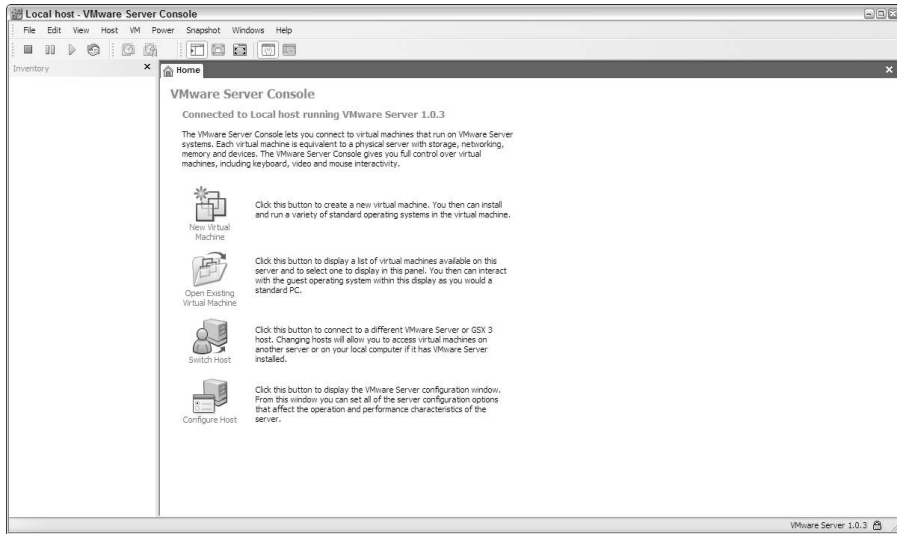 Local host - VMware Server Console
File Edit View Host VM Power Snapshot Windows Help
Inventory
Home
VMware Server Console
Connected to Local host running VMware Server 1.0.3
The VMware Server Console lets you connect to virtual machines that run on VMware Server
systems. Each virtual machine is equivalent to a physical server with storage, networking,
memory and devices. The VMware Server Console gives you full control over virtual
machines, including keyboard, video and mouse interactivity.
New Virtual
Machine
Click this button to create a new virtual machine. You then can install
and run a variety of standard operating systems in the virtual machine.
Open Existing
Virtual Machine
Click this button to display a list of virtual machines available on this
server and to select one to display in this panel. You then can interact
with the guest operating system within this display as you would a
standard PC.
Switch Host
Click this button to connect to a different VMware Server or GSX 3
host. Changing hosts will allow you to access virtual machines on
another server or on your local computer if it has VMware Server
installed.
Configure Host
Click this button to display the VMware Server configuration window.
From this window you can set all of the server configuration options
that affect the operation and performance characteristics of the
server.
VMware Server 1.0.3